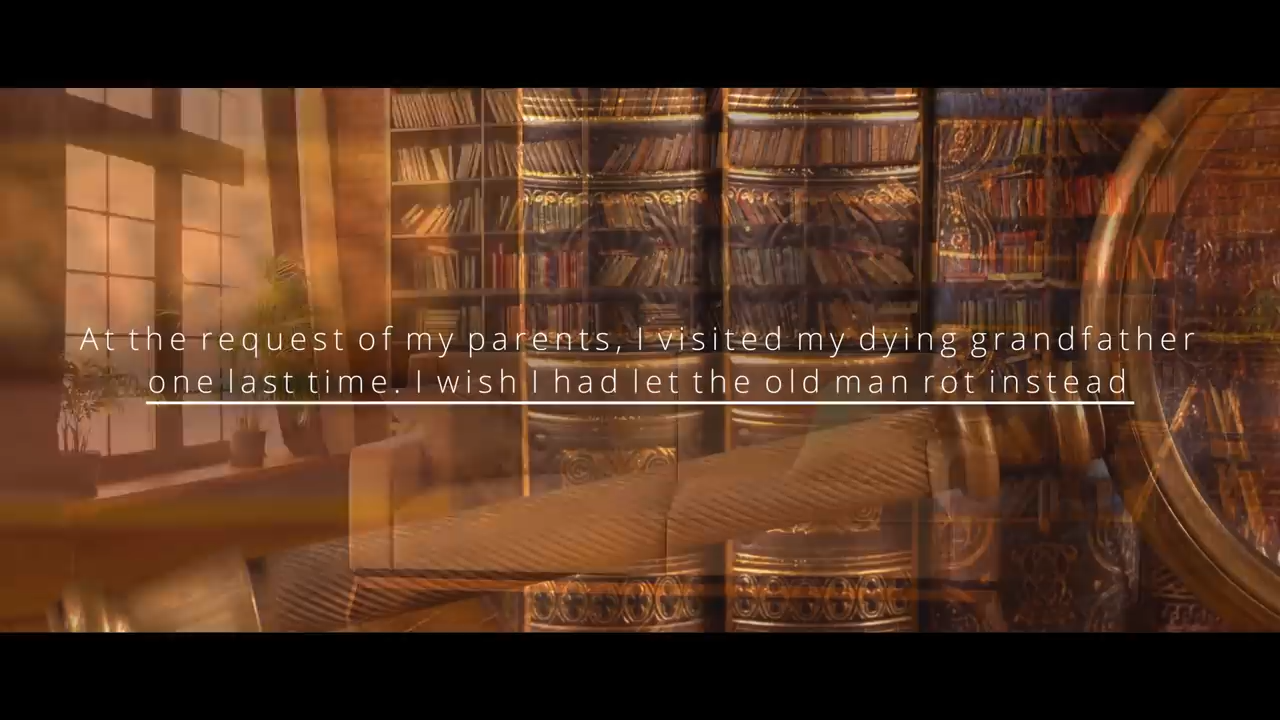 At the request of my parents, I visited my dying grandfather
one last time. I wish I had let the old man rot instead